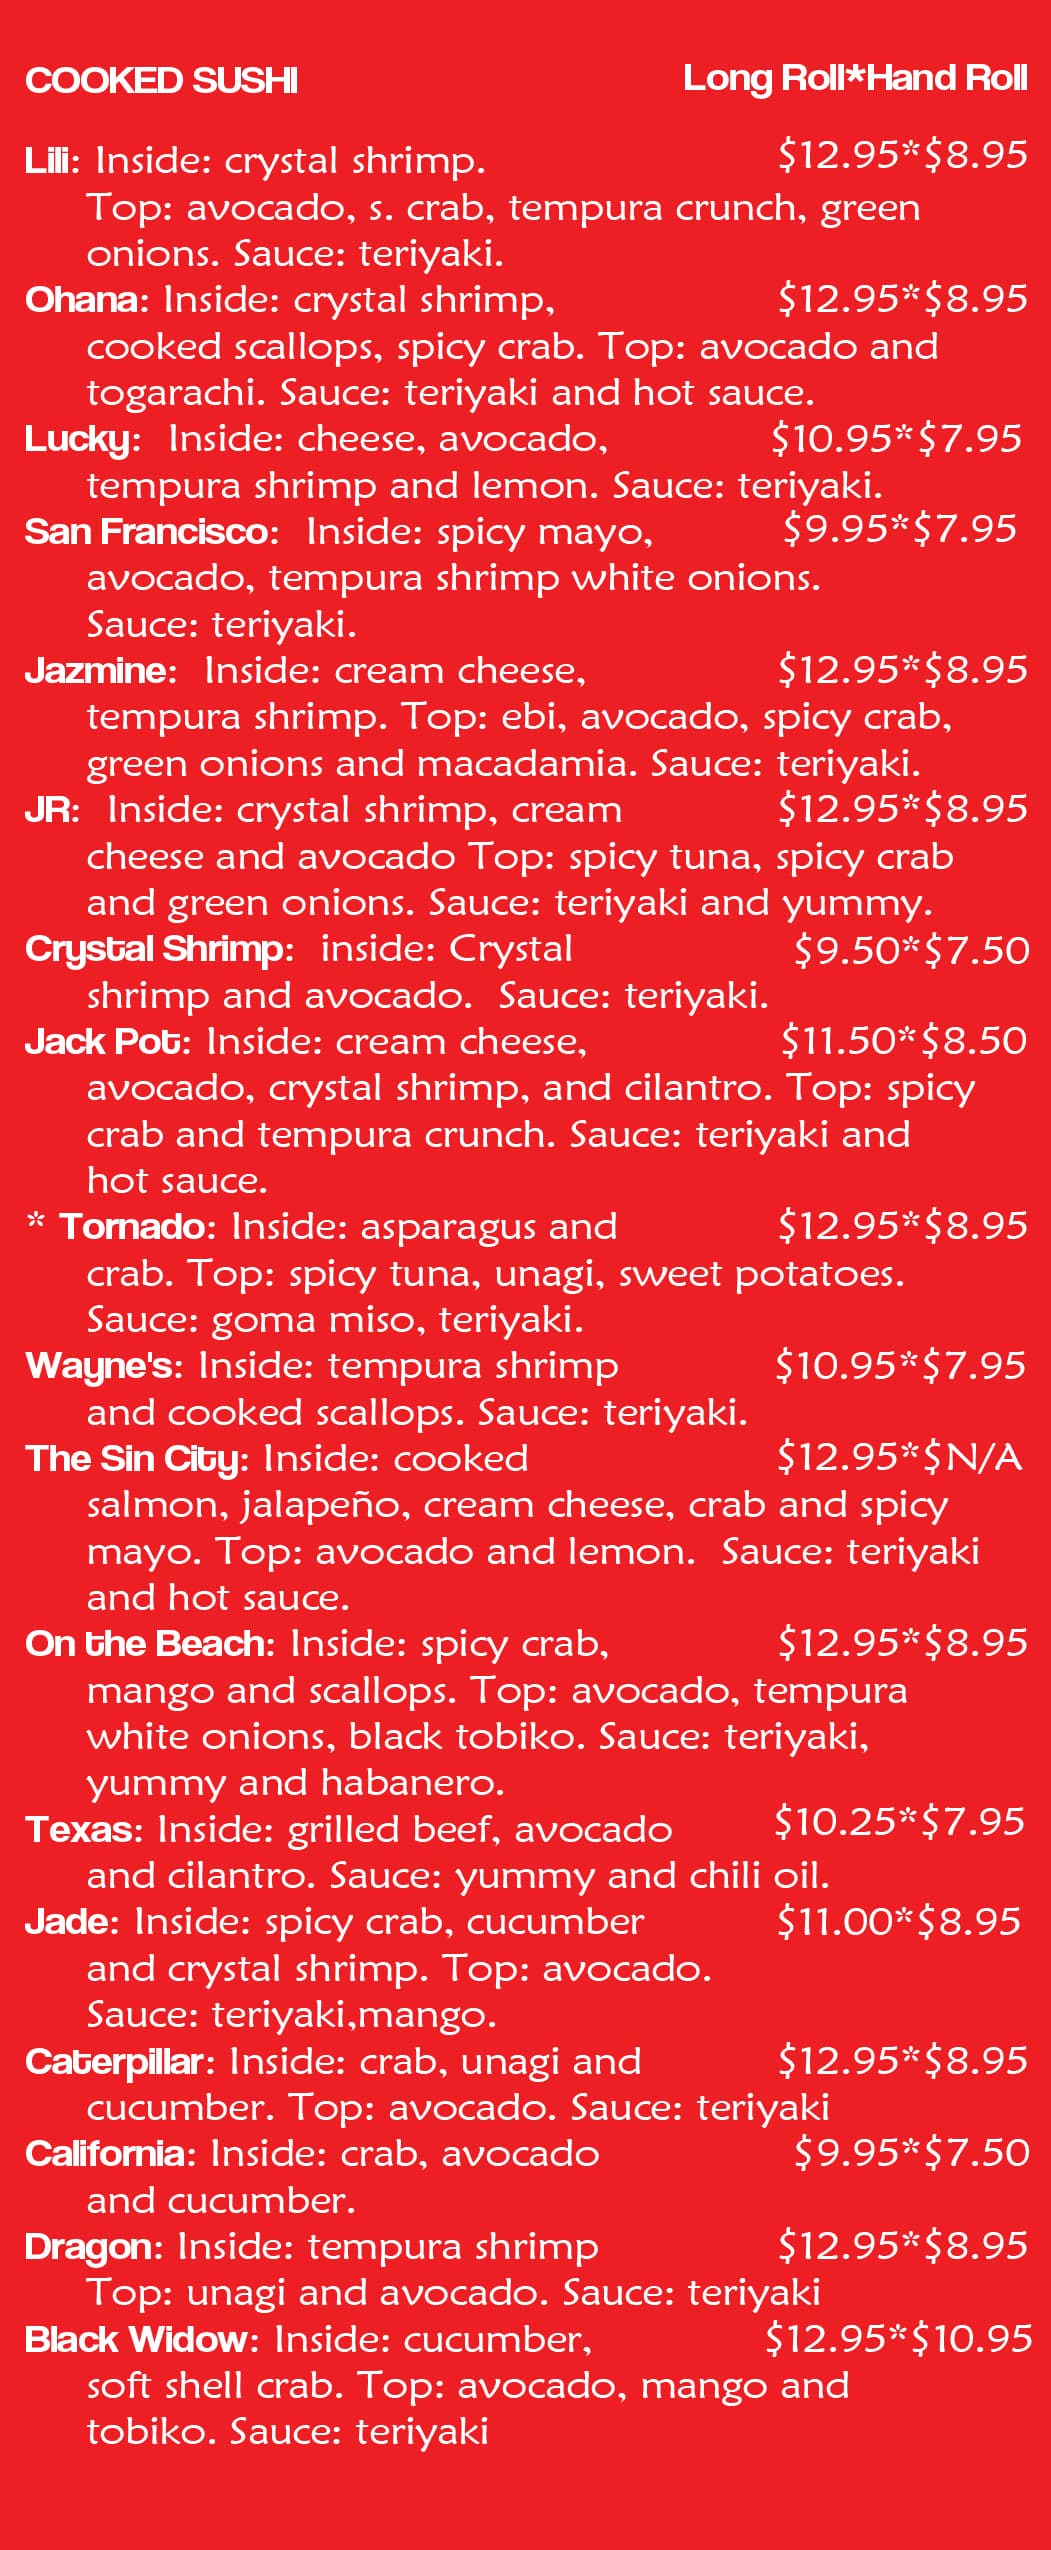 COOKED SUSHI Long Roll*Hand Roll
Lili: Inside: crystal shrimp. $12.95*$8.95
Top: avocado, s. crab, tempura crunch, green
onions. Sauce: teriyaki.
Ohana: Inside: crystal shrimp, $12.95*$8.95
cooked scallops, spicy crab. Top: avocado and
togarachi. Sauce: teriyaki and hot sauce.
Lucky: Inside: cheese, avocado, $10.95*$7.95
tempura shrimp and lemon. Sauce: teriyaki.
San Francisco: Inside: spicy mayo, $9.95*$7.95
avocado, tempura shrimp white onions.
Sauce: teriyaki.
Jazmine: Inside: cream cheese, $12.95*$8.95
tempura shrimp. Top: ebi, avocado, spicy crab,
green onions and macadamia. Sauce: teriyaki.
JR: Inside: crystal shrimp, cream $12.95*$8.95
cheese and avocado Top: spicy tuna, spicy crab
and green onions. Sauce: teriyaki and yummy.
Crystal Shrimp: inside: Crystal $9.50*$7.50
shrimp and avocado. Sauce: teriyaki.
Jack Pot: Inside: cream cheese, $11.50*$8.50
avocado, crystal shrimp, and cilantro. Top: spicy
crab and tempura crunch. Sauce: teriyaki and
hot sauce.
* Tornado: Inside: asparagus and $12.95*$8.95
crab. Top: spicy tuna, unagi, sweet potatoes.
Sauce: goma miso, teriyaki.
Wayne's: Inside: tempura shrimp $10.95*$7.95
and cooked scallops. Sauce: teriyaki.
The Sin City: Inside: cooked $12.95*$N/A
salmon, jalapeño, cream cheese, crab and spicy
mayo. Top: avocado and lemon. Sauce: teriyaki
and hot sauce.
On the Beach: Inside: spicy crab, $12.95*$8.95
mango and scallops. Top: avocado, tempura
white onions, black tobiko. Sauce: teriyaki,
yummy and habanero.
Texas: Inside: grilled beef, avocado $10.25*$7.95
and cilantro. Sauce: yummy and chili oil.
Jade: Inside: spicy crab, cucumber $11.00*$8.95
and crystal shrimp. Top: avocado.
Sauce: teriyaki,mango.
Caterpillar: Inside: crab, unagi and $12.95*$8.95
cucumber. Top: avocado. Sauce: teriyaki
California: Inside: crab, avocado $9.95*$7.50
and cucumber.
Dragon: Inside: tempura shrimp $12.95*$8.95
Top: unagi and avocado. Sauce: teriyaki
Black Widow: Inside: cucumber, $12.95*$10.95
soft shell crab. Top: avocado, mango and
tobiko. Sauce: teriyaki